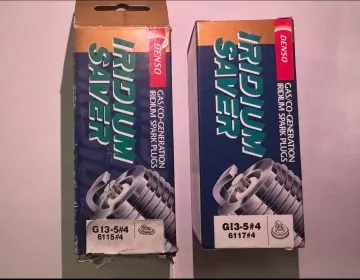 DENSO
IRIDIUM
SAVER
GAS/CO-GENERATION
IRIDIUM SPARK PLUGS
GI3-5#4
6115#4
DENSO
IRIDIUM
SAVER
GAS/CO-GENERATION
IRIDIUM SPARK PLUGS
GI3-5#4
6117#4